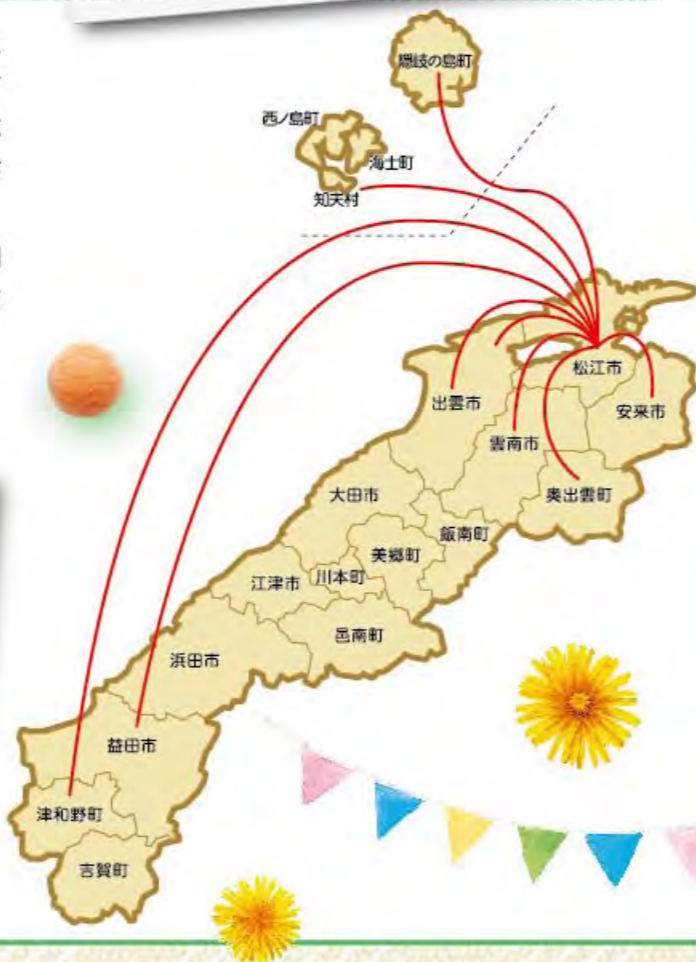 隠岐の島町
西ノ島町
海士町
知夫村
松江市
出雲市
安来市
雲南市
奥出雲町
大田市
飯南町
美郷町
川本町
江津市
邑南町
浜田市
益田市
津和野町
吉賀町